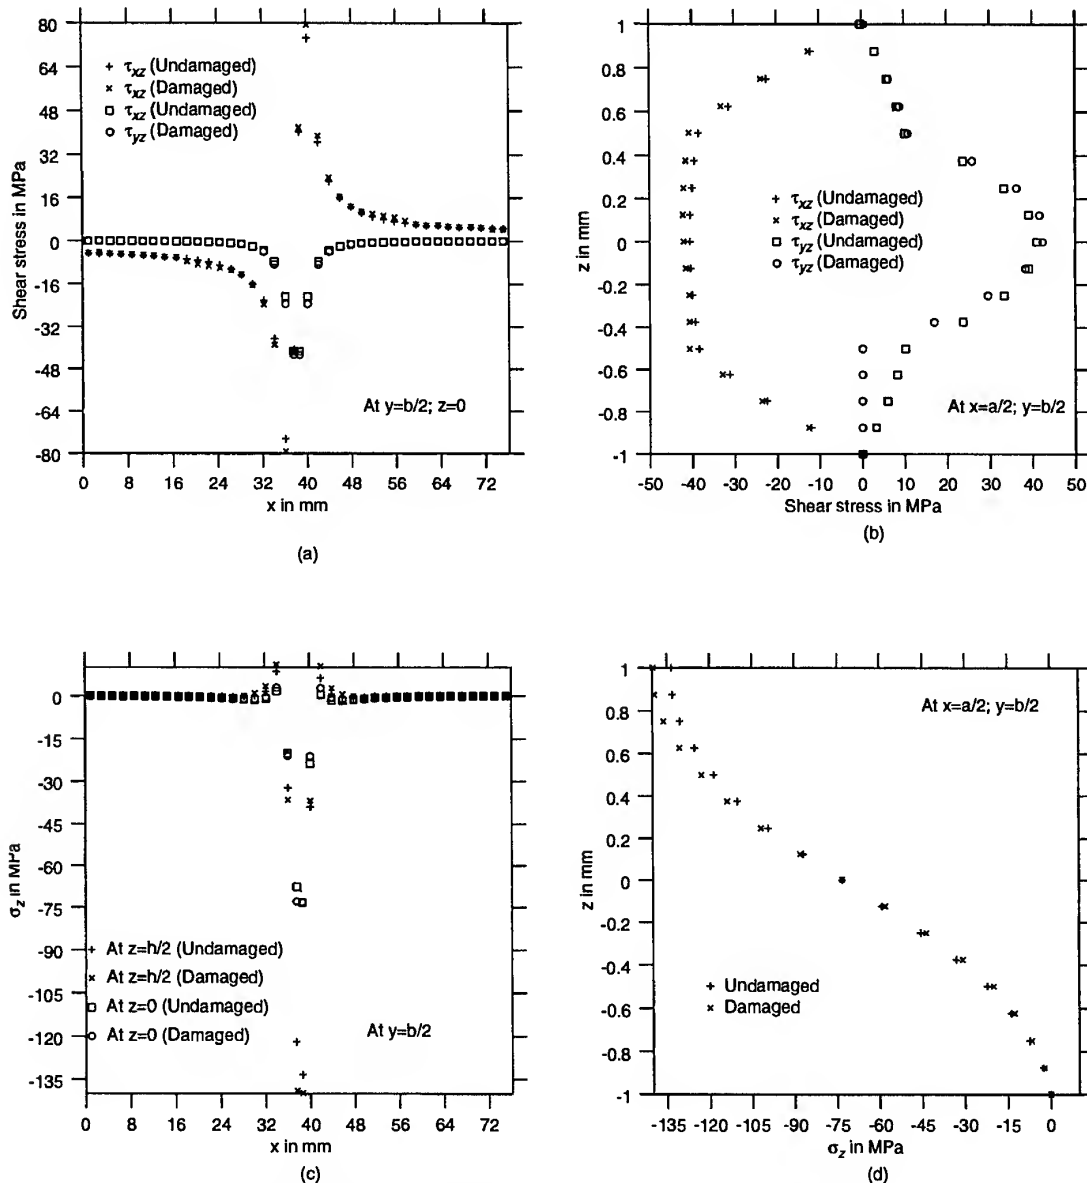 80
64
48
32
16
0
-16
-32
-48
-64
-80
Shear stress in MPa
τxz (Undamaged)
τxz (Damaged)
τxz (Undamaged)
τyz (Damaged)
At y=b/2; z=0
0 8 16 24 32 40 48 56 64 72
x in mm
(a)
1
0.8
0.6
0.4
0.2
0
-0.2
-0.4
-0.6
-0.8
-1
z in mm
τxz (Undamaged)
τxz (Damaged)
τyz (Undamaged)
τyz (Damaged)
At x=a/2; y=b/2
-50 -40 -30 -20 -10 0 10 20 30 40 50
Shear stress in MPa
(b)
0
-15
-30
-45
-60
-75
-90
-105
-120
-135
σz in MPa
At z=h/2 (Undamaged)
At z=h/2 (Damaged)
At z=0 (Undamaged)
At z=0 (Damaged)
At y=b/2
0 8 16 24 32 40 48 56 64 72
x in mm
(c)
1
0.8
0.6
0.4
0.2
0
-0.2
-0.4
-0.6
-0.8
-1
z in mm
At x=a/2; y=b/2
Undamaged
Damaged
-135 -120 -105 -90 -75 -60 -45 -30 -15 0
σz in MPa
(d)